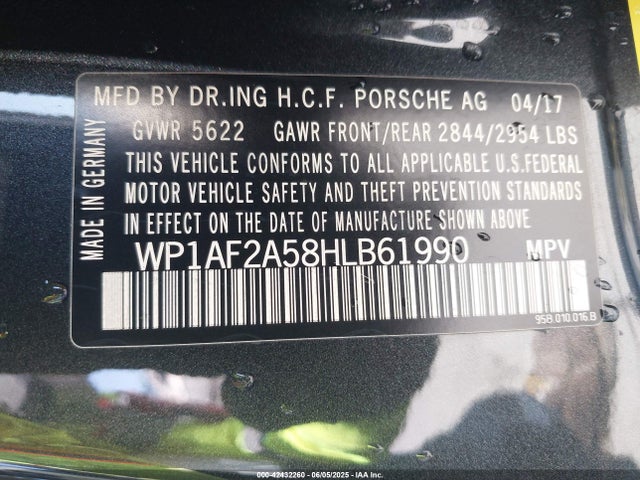 MFD BY DR.ING H.C.F. PORSCHE AG 04/17
GVWR 5622 GAWR FRONT/REAR 2844/2954 LBS
THIS VEHICLE CONFORMS TO ALL APPLICABLE U.S.FEDERAL
MOTOR VEHICLE SAFETY AND THEFT PREVENTION STANDARDS
IN EFFECT ON THE DATE OF MANUFACTURE SHOWN ABOVE
WP1AF2A58HLB61990 MPV
MADE IN GERMANY
958.010.016.B
000-42432260 - 06/05/2025 - IAA Inc.